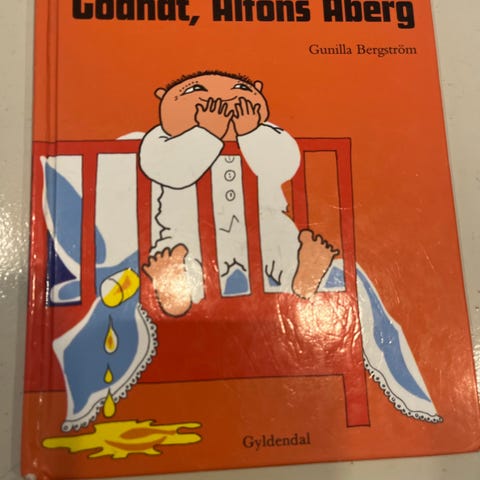 Godnat, Alfons Åberg
Gunilla Bergström
Gyldendal